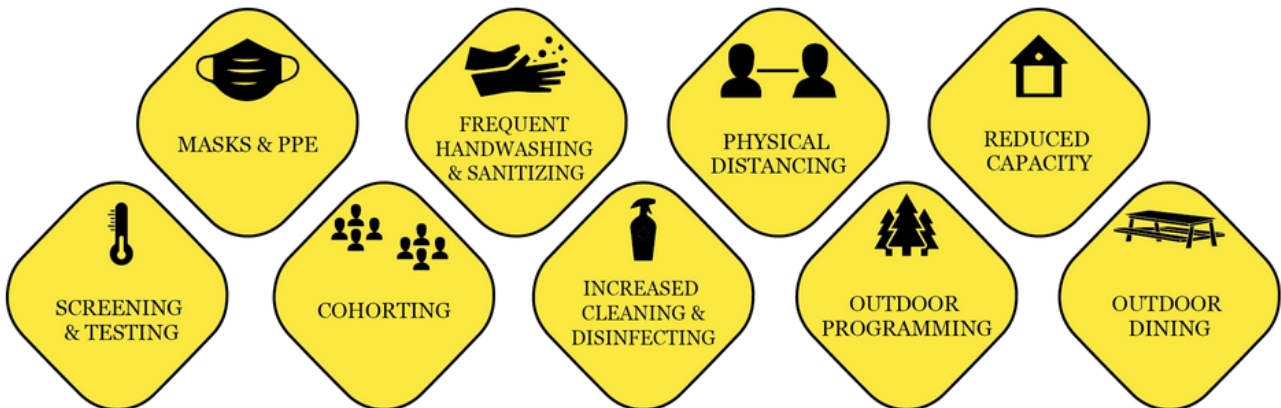 MASKS & PPE
FREQUENT
HANDWASHING
& SANITIZING
PHYSICAL
DISTANCING
REDUCED
CAPACITY
SCREENING
& TESTING
COHORTING
INCREASED
CLEANING &
DISINFECTING
OUTDOOR
PROGRAMMING
OUTDOOR
DINING